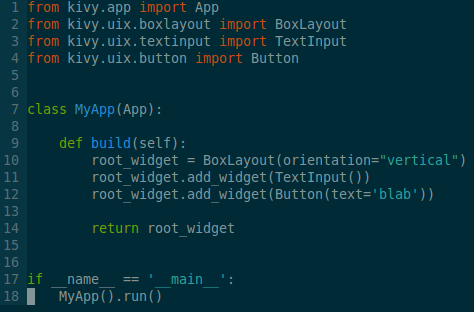 1 from kivy.app import App
2 from kivy.uix.boxlayout import BoxLayout
3 from kivy.uix.textinput import TextInput
4 from kivy.uix.button import Button
5
6
7 class MyApp(App):
8
9     def build(self):
10         root_widget = BoxLayout(orientation="vertical")
11         root_widget.add_widget(TextInput())
12         root_widget.add_widget(Button(text='blab'))
13
14         return root_widget
15
16
17 if __name__ == '__main__':
18     MyApp().run()